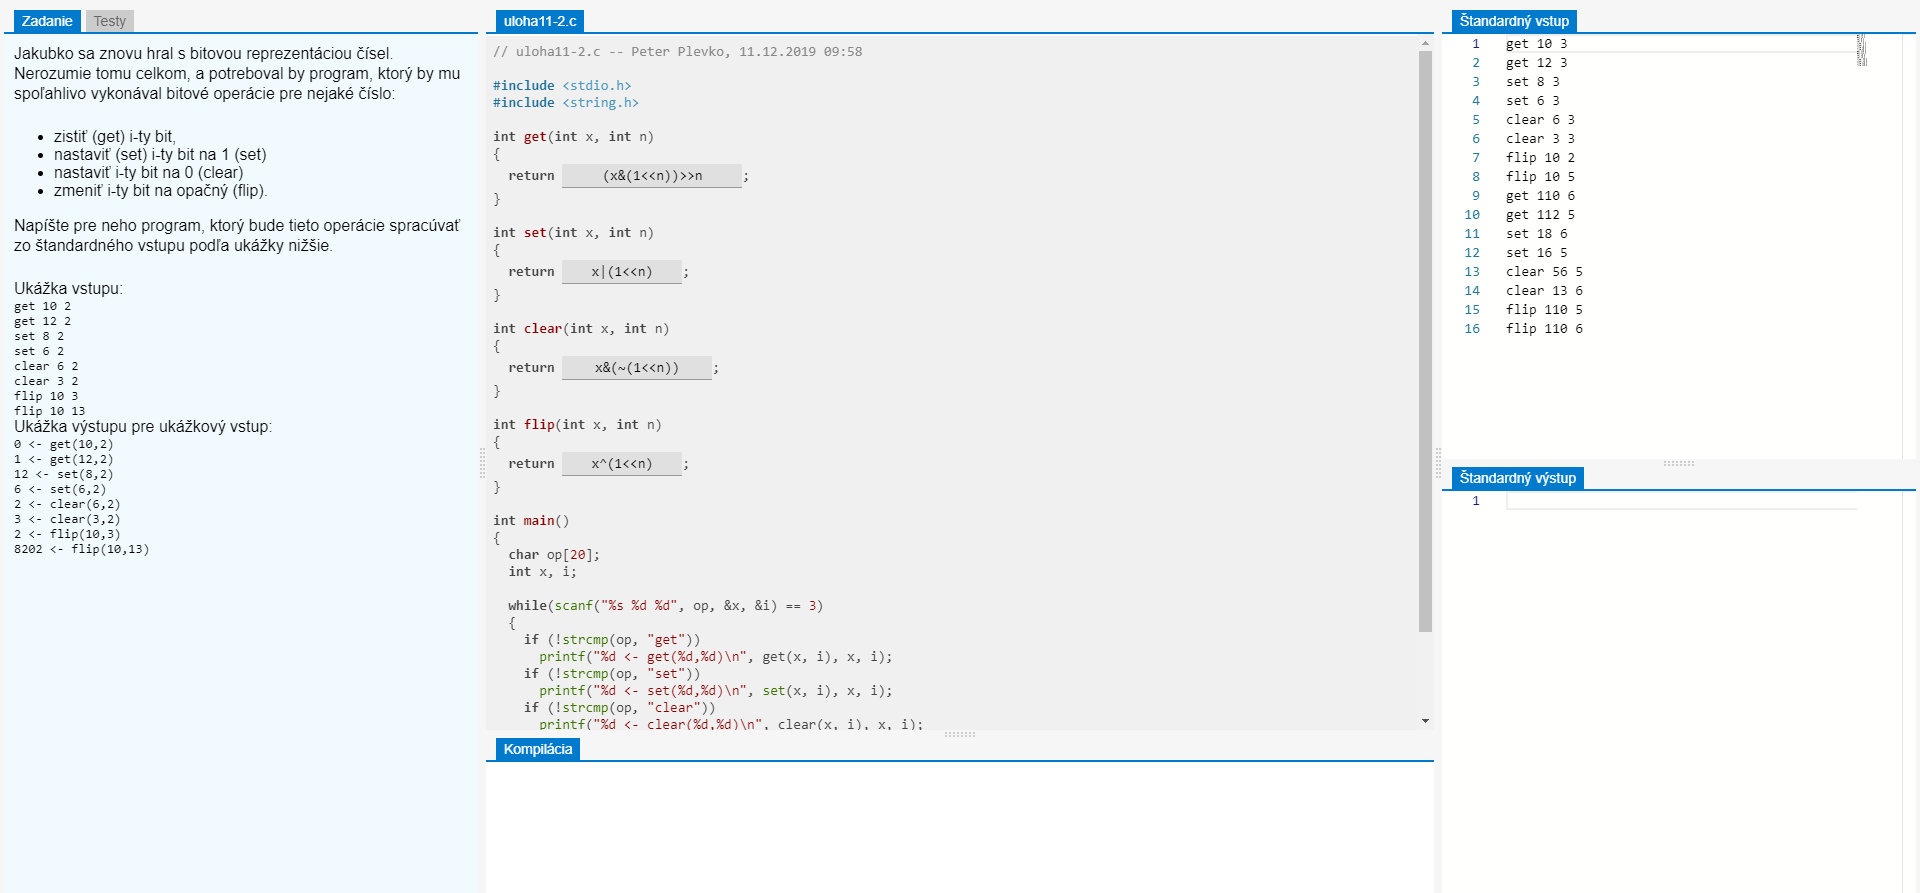 Zadanie Testy
Jakubko sa znovu hral s bitovou reprezentáciou čísel.
Nerozumie tomu celkom, a potreboval by program, ktorý by mu
spoľahlivo vykonával bitové operácie pre nejaké číslo:
• zistiť (get) i-ty bit,
• nastaviť (set) i-ty bit na 1 (set)
• nastaviť i-ty bit na 0 (clear)
• zmeniť i-ty bit na opačný (flip).
Napíšte pre neho program, ktorý bude tieto operácie spracúvať
zo štandardného vstupu podľa ukážky nižšie.
Ukážka vstupu:
get 10 2
get 12 2
set 8 2
set 6 2
clear 6 2
clear 3 2
flip 10 3
flip 10 13
Ukážka výstupu pre ukážkový vstup:
0 <- get(10,2)
1 <- get(12,2)
12 <- set(8,2)
6 <- set(6,2)
2 <- clear(6,2)
3 <- clear(3,2)
2 <- flip(10,3)
8202 <- flip(10,13)
uloha11-2.c
// uloha11-2.c -- Peter Plevko, 11.12.2019 09:58
#include <stdio.h>
#include <string.h>
int get(int x, int n)
{
return (x&(1<<n))>>n ;
}
int set(int x, int n)
{
return x|(1<<n) ;
}
int clear(int x, int n)
{
return x&(~(1<<n)) ;
}
int flip(int x, int n)
{
return x^(1<<n) ;
}
int main()
{
char op[20];
int x, i;
while(scanf("%s %d %d", op, &x, &i) == 3)
{
if (!strcmp(op, "get"))
printf("%d <- get(%d,%d)\n", get(x, i), x, i);
if (!strcmp(op, "set"))
printf("%d <- set(%d,%d)\n", set(x, i), x, i);
if (!strcmp(op, "clear"))
printf("%d <- clear(%d,%d)\n", clear(x, i), x, i);
Kompilácia
Štandardný vstup
1 get 10 3
2 get 12 3
3 set 8 3
4 set 6 3
5 clear 6 3
6 clear 3 3
7 flip 10 2
8 flip 10 5
9 get 110 6
10 get 112 5
11 set 18 6
12 set 16 5
13 clear 56 5
14 clear 13 6
15 flip 110 5
16 flip 110 6
Štandardný výstup
1